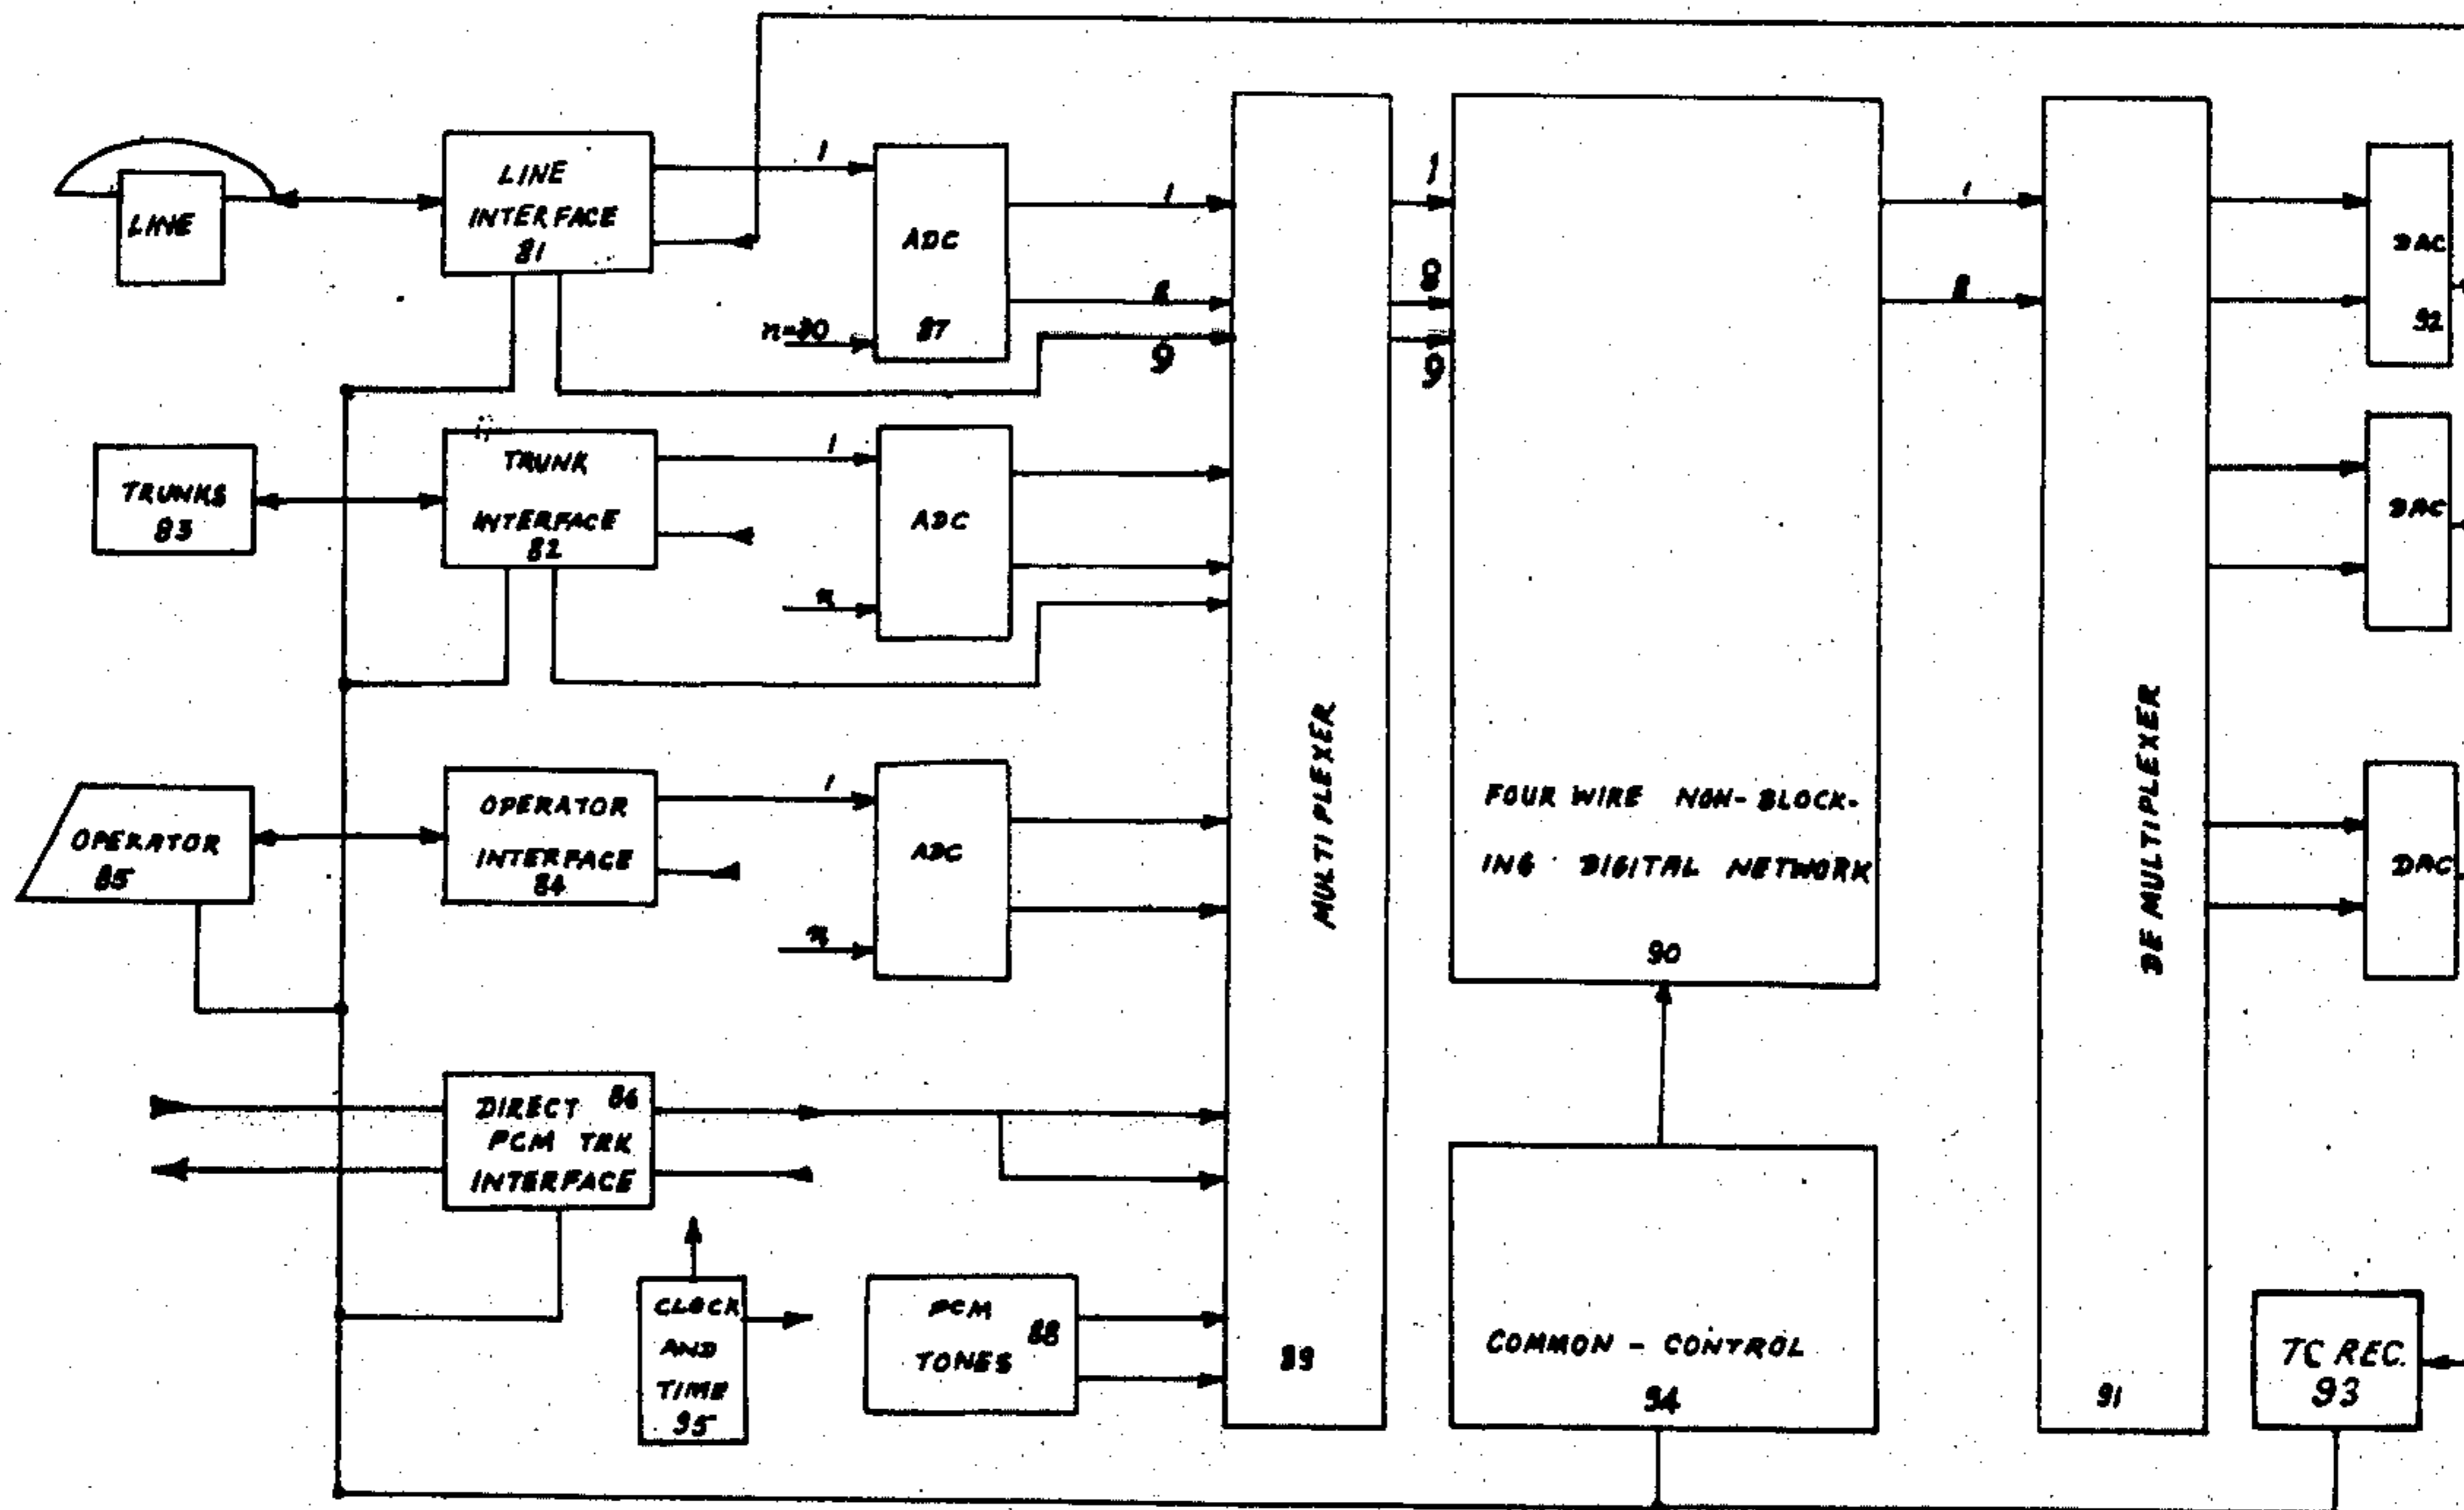 LINE
LINE
INTERFACE
81
1
ADC
87
n=30
1
8
9
1
8
9
1
8
DAC
92
TRUNKS
83
TRUNK
INTERFACE
82
1
n
ADC
DAC
OPERATOR
85
OPERATOR
INTERFACE
84
1
n
ADC
MULTIPLEXER
89
FOUR WIRE NON-BLOCK-
ING DIGITAL NETWORK
90
DE MULTIPLEXER
91
DAC
DIRECT 86
PCM TRK
INTERFACE
CLOCK
AND
TIME
95
PCM
88
TONES
COMMON - CONTROL
94
TC REC.
93